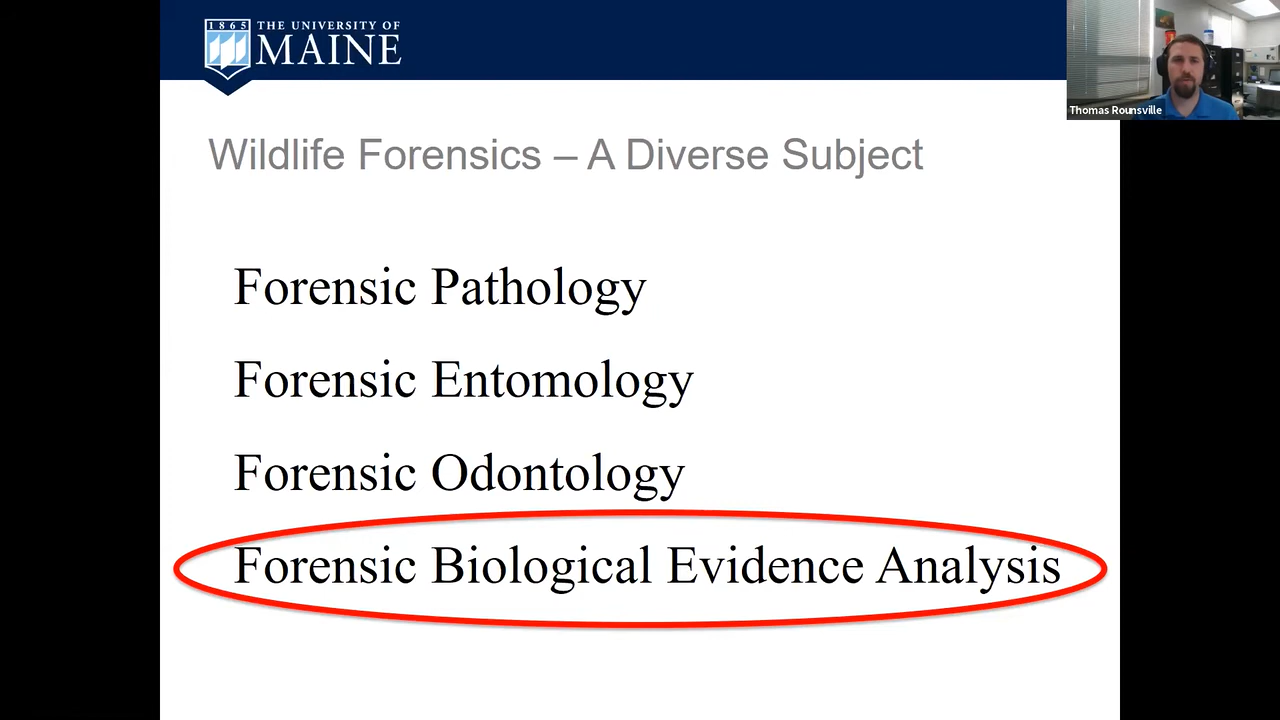 1865
THE UNIVERSITY OF
MAINE
Thomas Rounsville
Wildlife Forensics – A Diverse Subject
Forensic Pathology
Forensic Entomology
Forensic Odontology
Forensic Biological Evidence Analysis